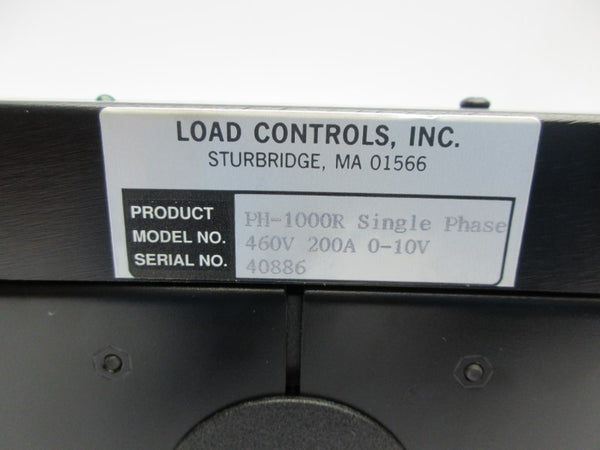 LOAD CONTROLS, INC.
STURBRIDGE, MA 01566
PRODUCT PH-1000R Single Phase
MODEL NO. 460V 200A 0-10V
SERIAL NO. 40886